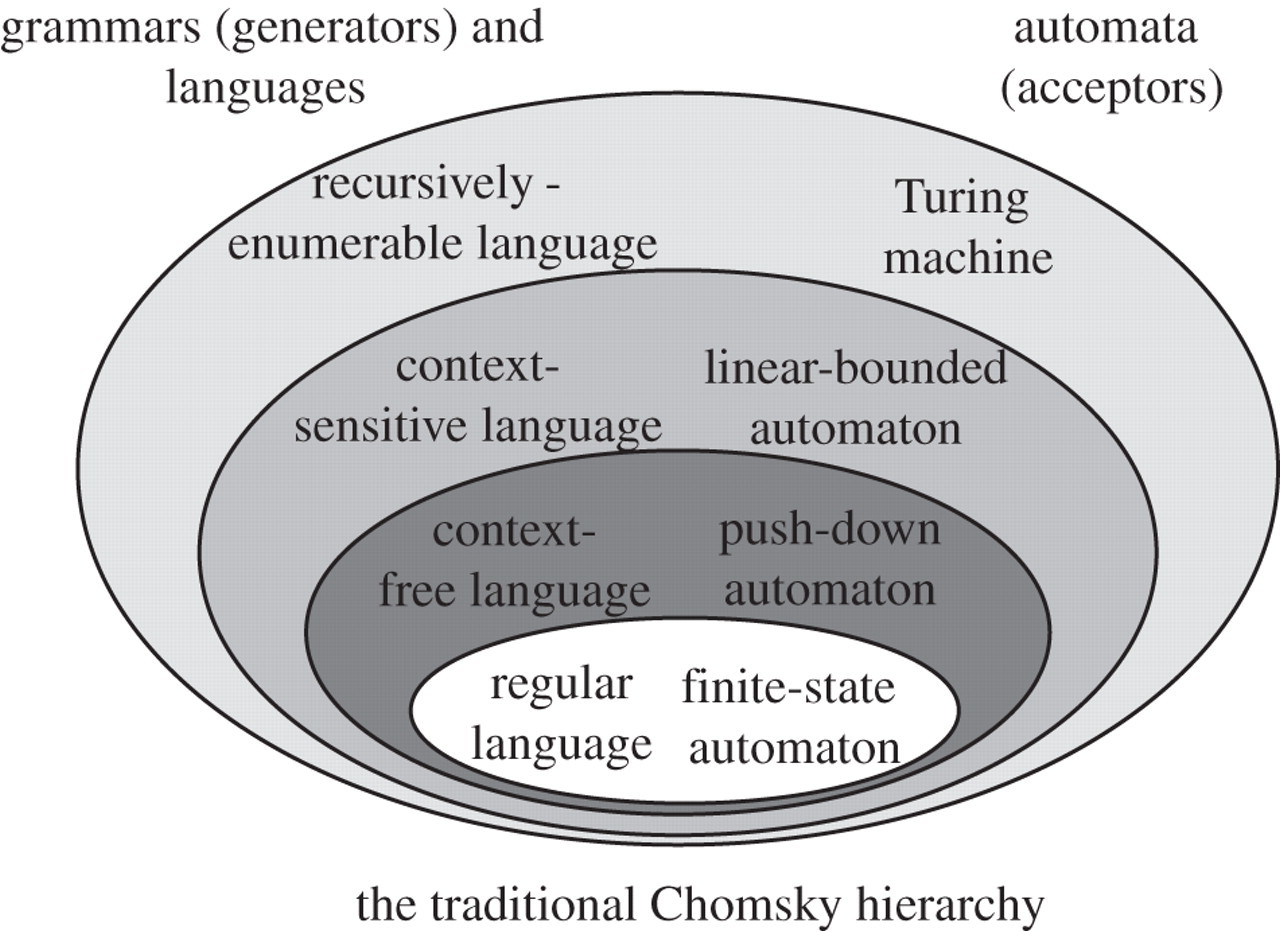 grammars (generators) and
languages
automata
(acceptors)
recursively -
enumerable language
Turing
machine
context-
sensitive language
linear-bounded
automaton
context-
free language
push-down
automaton
regular
language
finite-state
automaton
the traditional Chomsky hierarchy